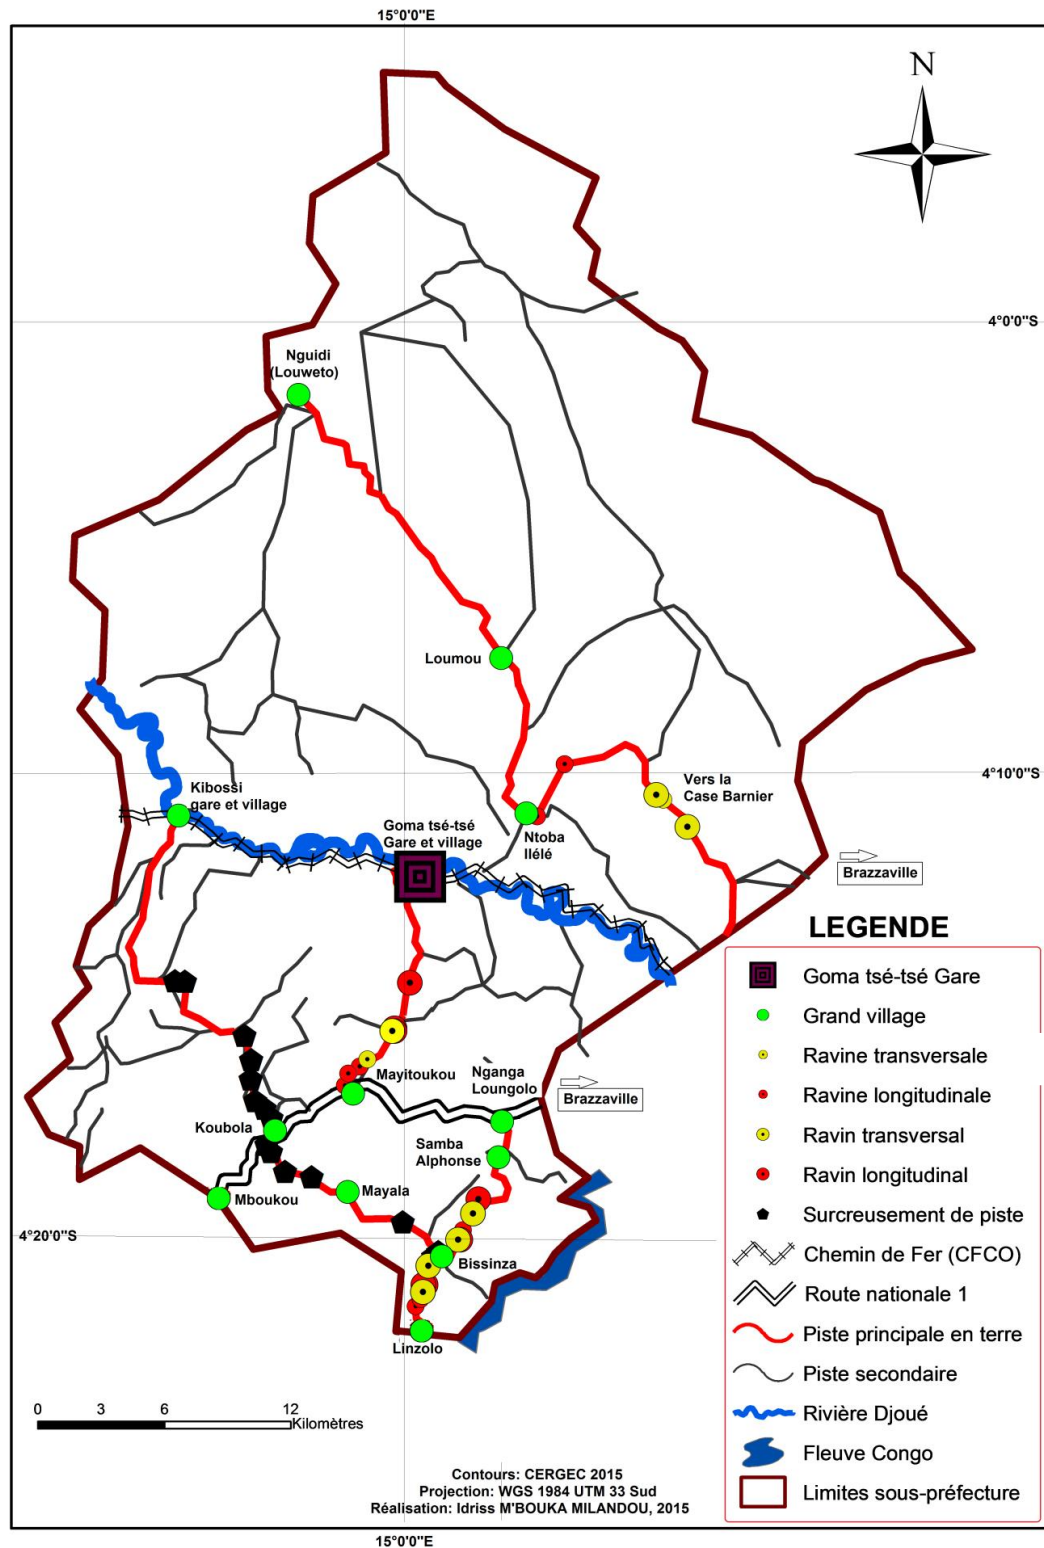 15°0'0"E
N
4°0'0"S
Nguidi
(Louweto)
Loumou
4°10'0"S
Kibossi
gare et village
Vers la
Case Barnier
Goma tsé-tsé
Gare et village
Ntoba
Ilélé
Brazzaville
Mayitoukou
Nganga
Loungolo
Brazzaville
Koubola
Samba
Alphonse
Mboukou
Mayala
4°20'0"S
Bissinza
Linzolo
LEGENDE
Goma tsé-tsé Gare
Grand village
Ravine transversale
Ravine longitudinale
Ravin transversal
Ravin longitudinal
Surcreusement de piste
Chemin de Fer (CFCO)
Route nationale 1
Piste principale en terre
Piste secondaire
Rivière Djoué
Fleuve Congo
Limites sous-préfecture
0 3 6 12
Kilomètres
Contours: CERGEC 2015
Projection: WGS 1984 UTM 33 Sud
Réalisation: Idriss M'BOUKA MILANDOU, 2015
15°0'0"E